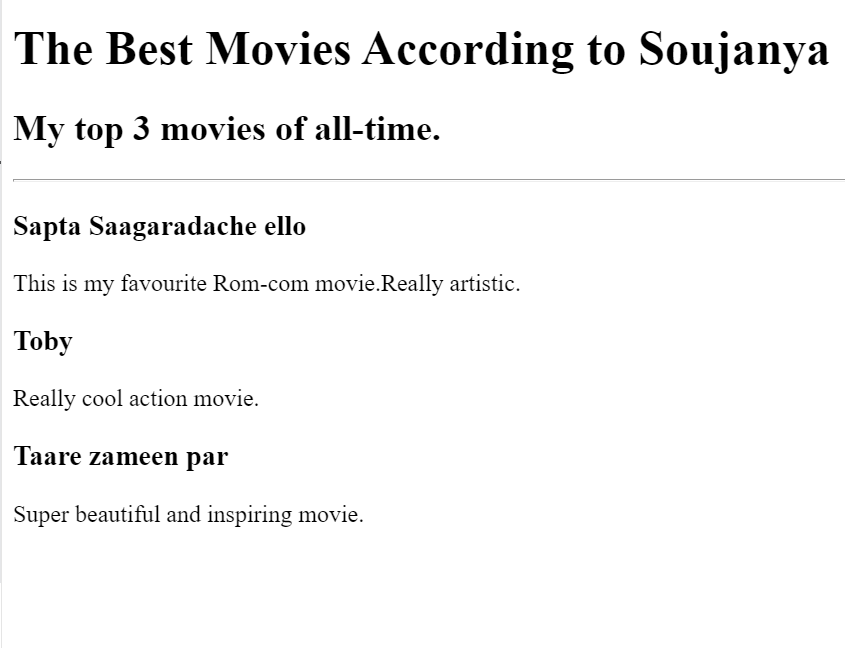 The Best Movies According to Soujanya
My top 3 movies of all-time.
Sapta Saagaradache ello
This is my favourite Rom-com movie.Really artistic.
Toby
Really cool action movie.
Taare zameen par
Super beautiful and inspiring movie.